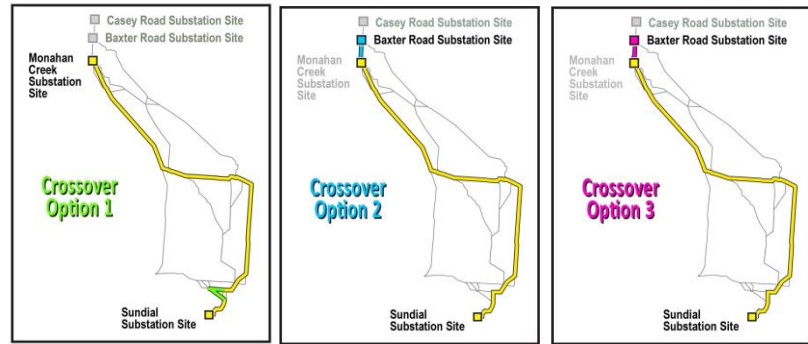 Casey Road Substation Site
Baxter Road Substation Site
Monahan
Creek
Substation
Site
Crossover
Option 1
Sundial
Substation Site
Casey Road Substation Site
Baxter Road Substation Site
Monahan
Creek
Substation
Site
Crossover
Option 2
Sundial
Substation Site
Casey Road Substation Site
Baxter Road Substation Site
Monahan
Creek
Substation
Site
Crossover
Option 3
Sundial
Substation Site